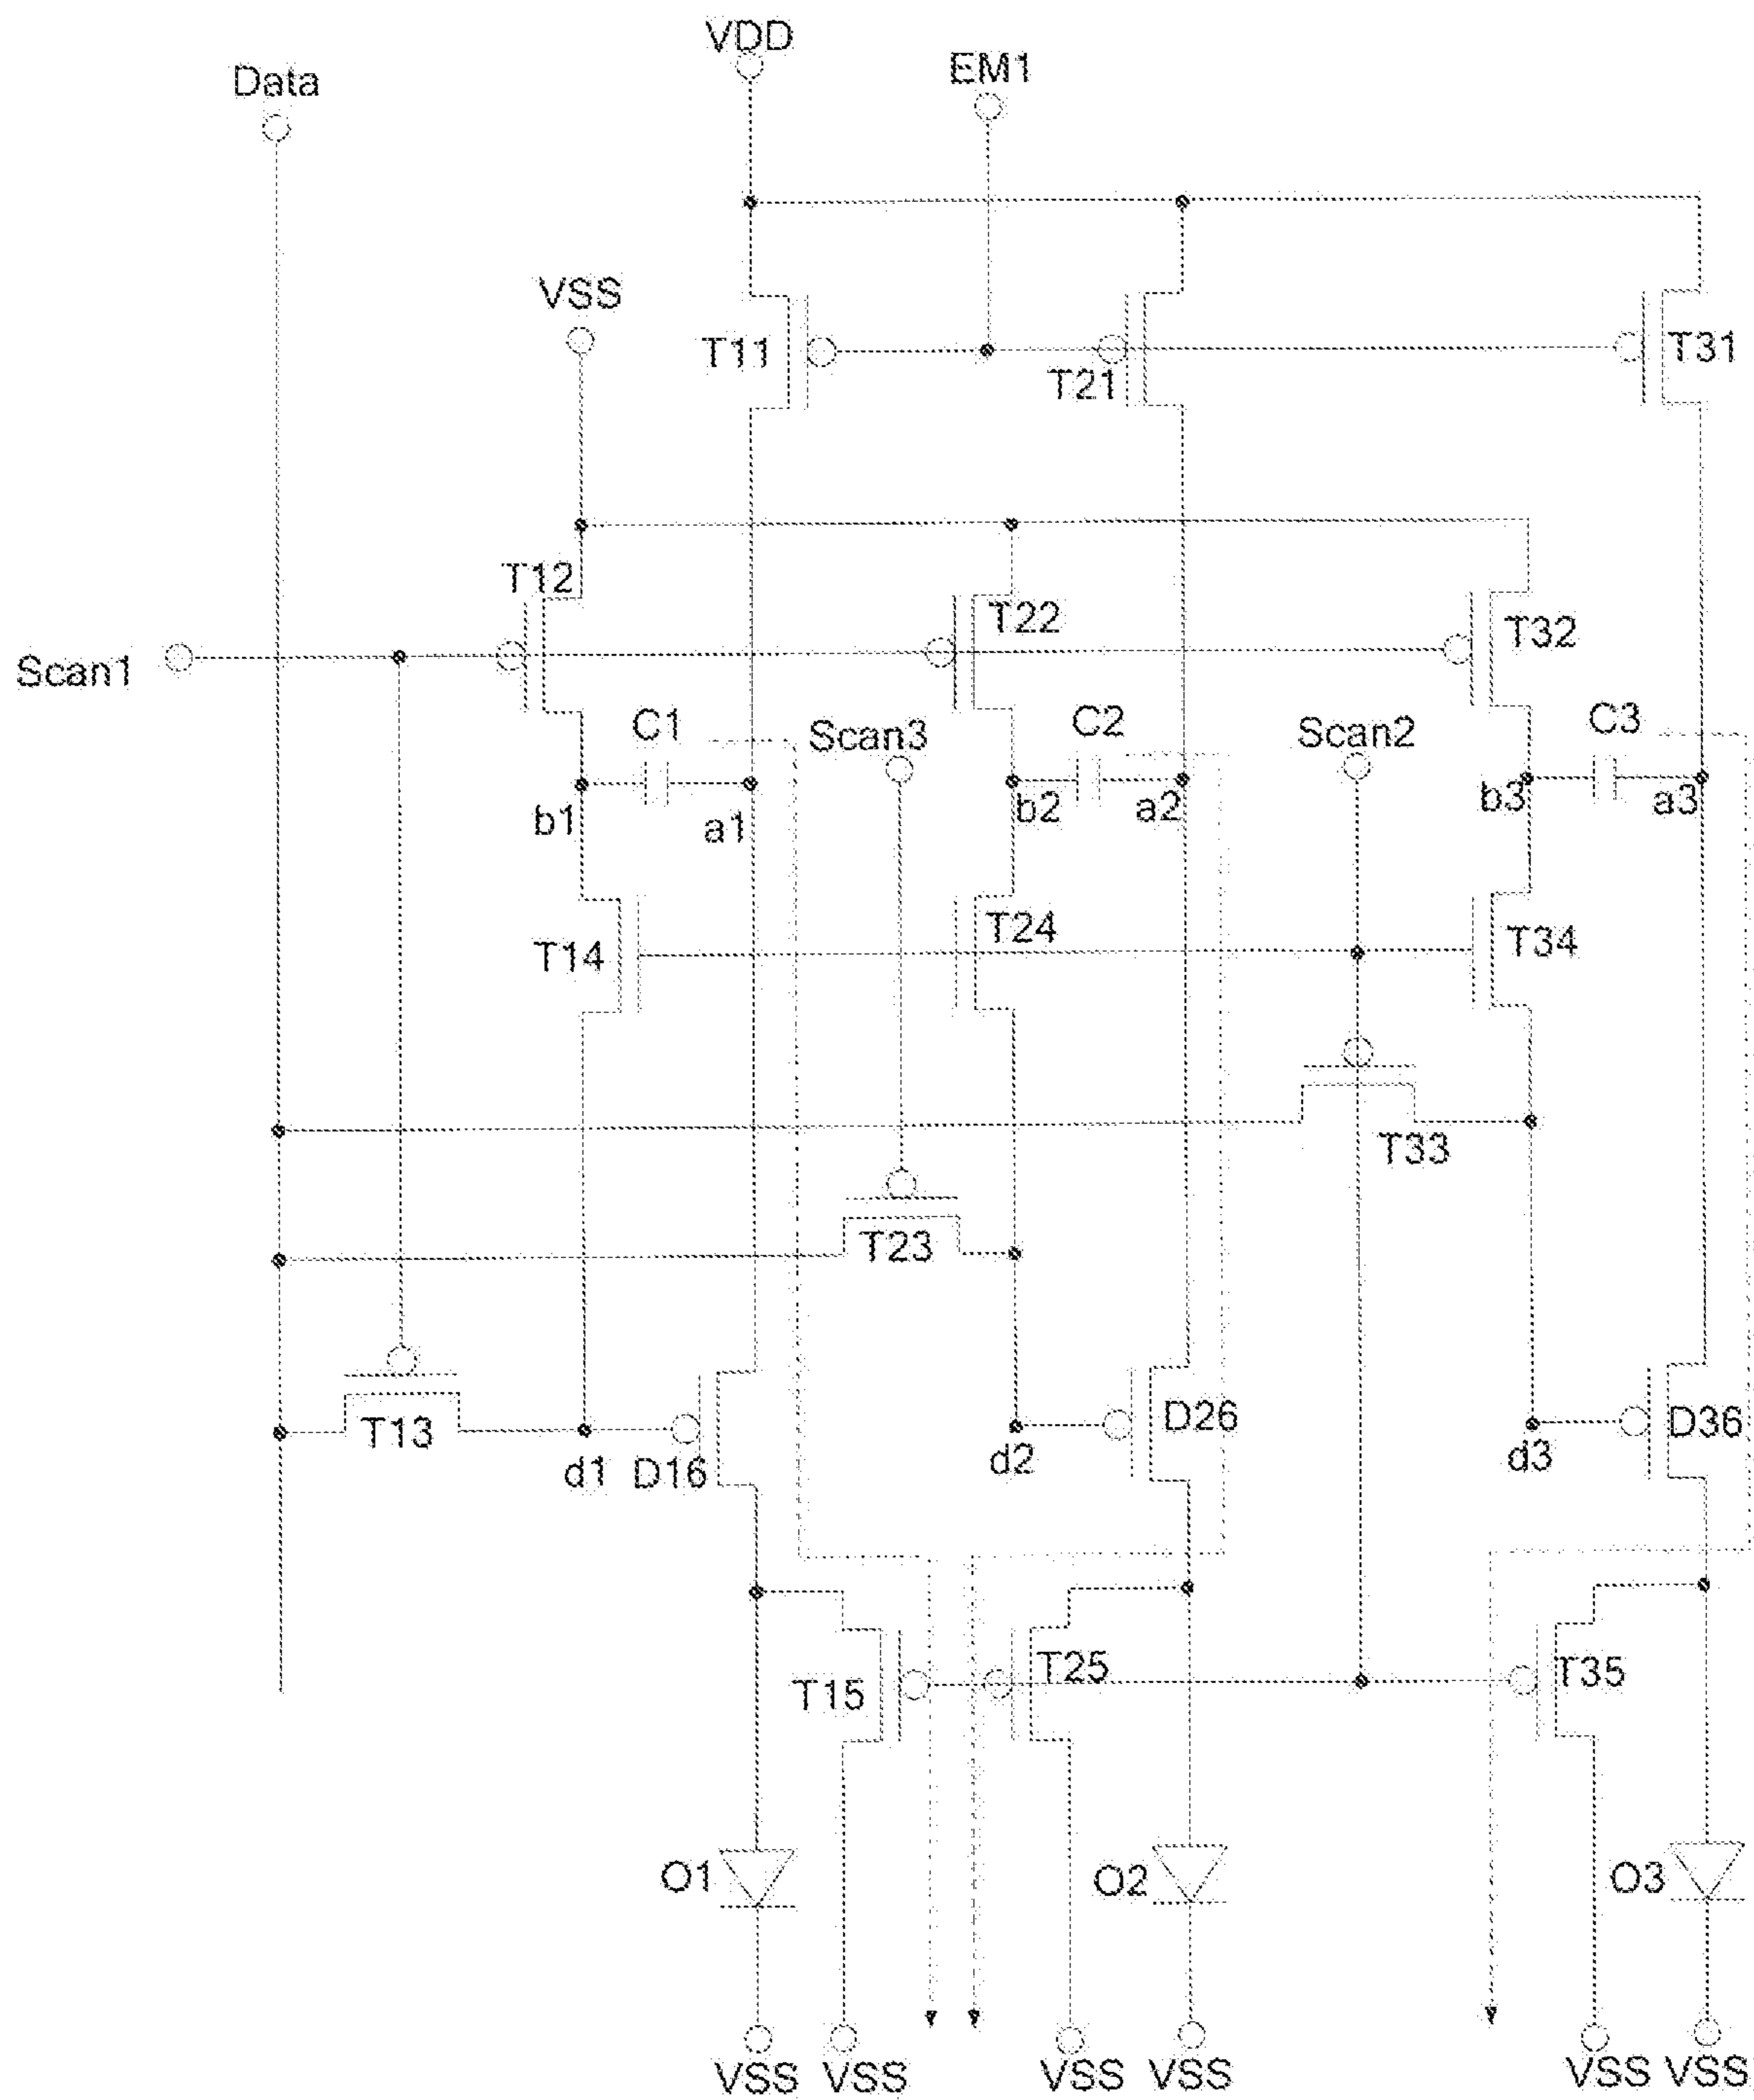 VDD
EM1
Data
VSS
T11
T21
T31
T12
T22
T32
Scan1
C1
Scan3
C2
Scan2
C3
b1
a1
b2
a2
b3
a3
T14
T24
T34
T33
T23
T13
d1
D16
d2
D26
d3
D36
T15
T25
T35
O1
O2
O3
VSS
VSS
VSS
VSS
VSS
VSS